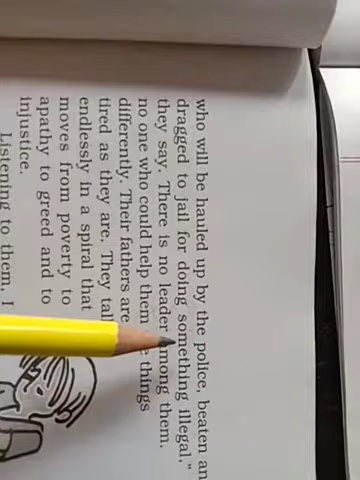 who will be hauled up by the police, beaten an
dragged to jail for doing something illegal,"
they say. There is no leader among them.
no one who could help them things
differently. Their fathers are
tired as they are. They tal
endlessly in a spiral that
moves from poverty to
apathy to greed and to
injustice.
Listening to them, I